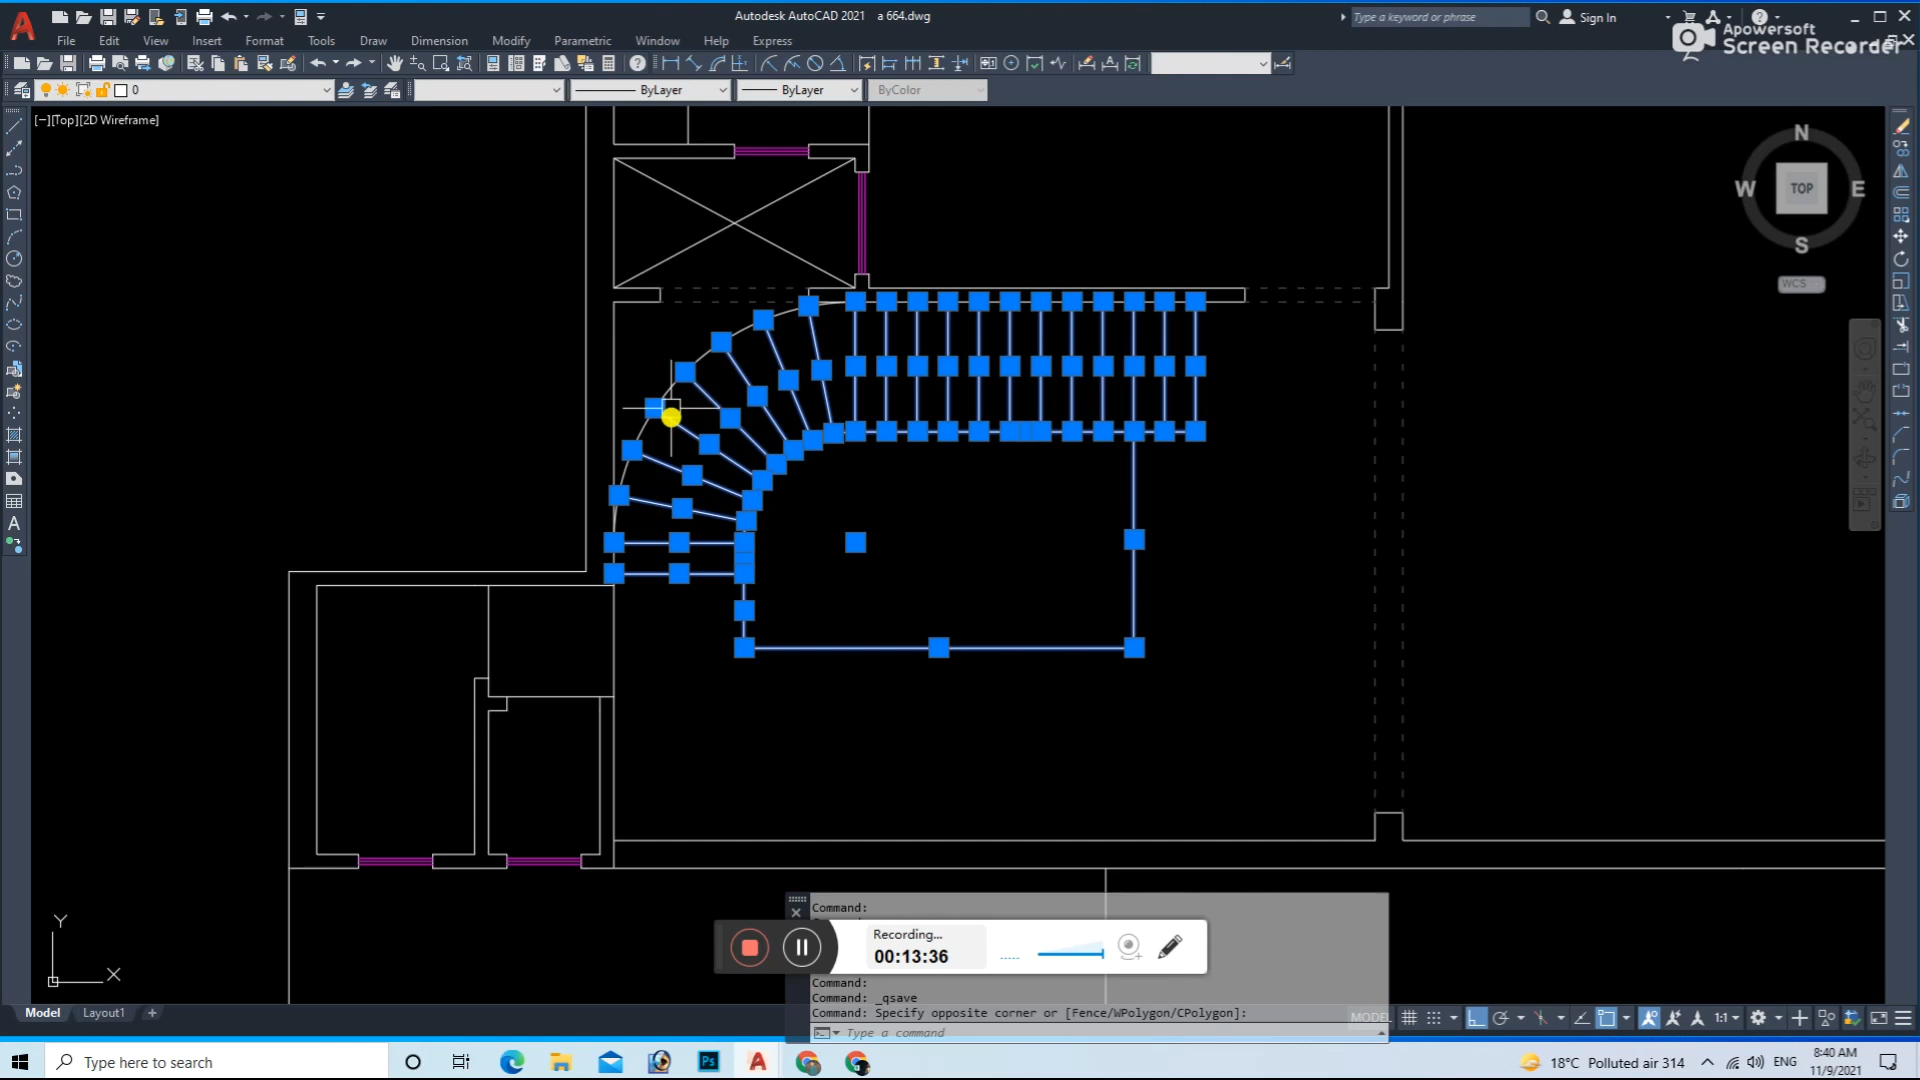 Autodesk AutoCAD 2021 a 664.dwg
Type a keyword or phrase
Sign In
Apowersoft
Screen Recorder
File Edit View Insert Format Tools Draw Dimension Modify Parametric Window Help Express
0
ByLayer
ByLayer
ByColor
[−][Top][2D Wireframe]
N
W TOP E
S
WCS
A
Y
X
Command:
Recording...
00:13:36
Command:
Command: _qsave
Command: Specify opposite corner or [Fence/WPolygon/CPolygon]:
Type a command
Model Layout1 +
MODEL
1:1
Type here to search
Ps
18°C Polluted air 314
ENG
8:40 AM
11/9/2021